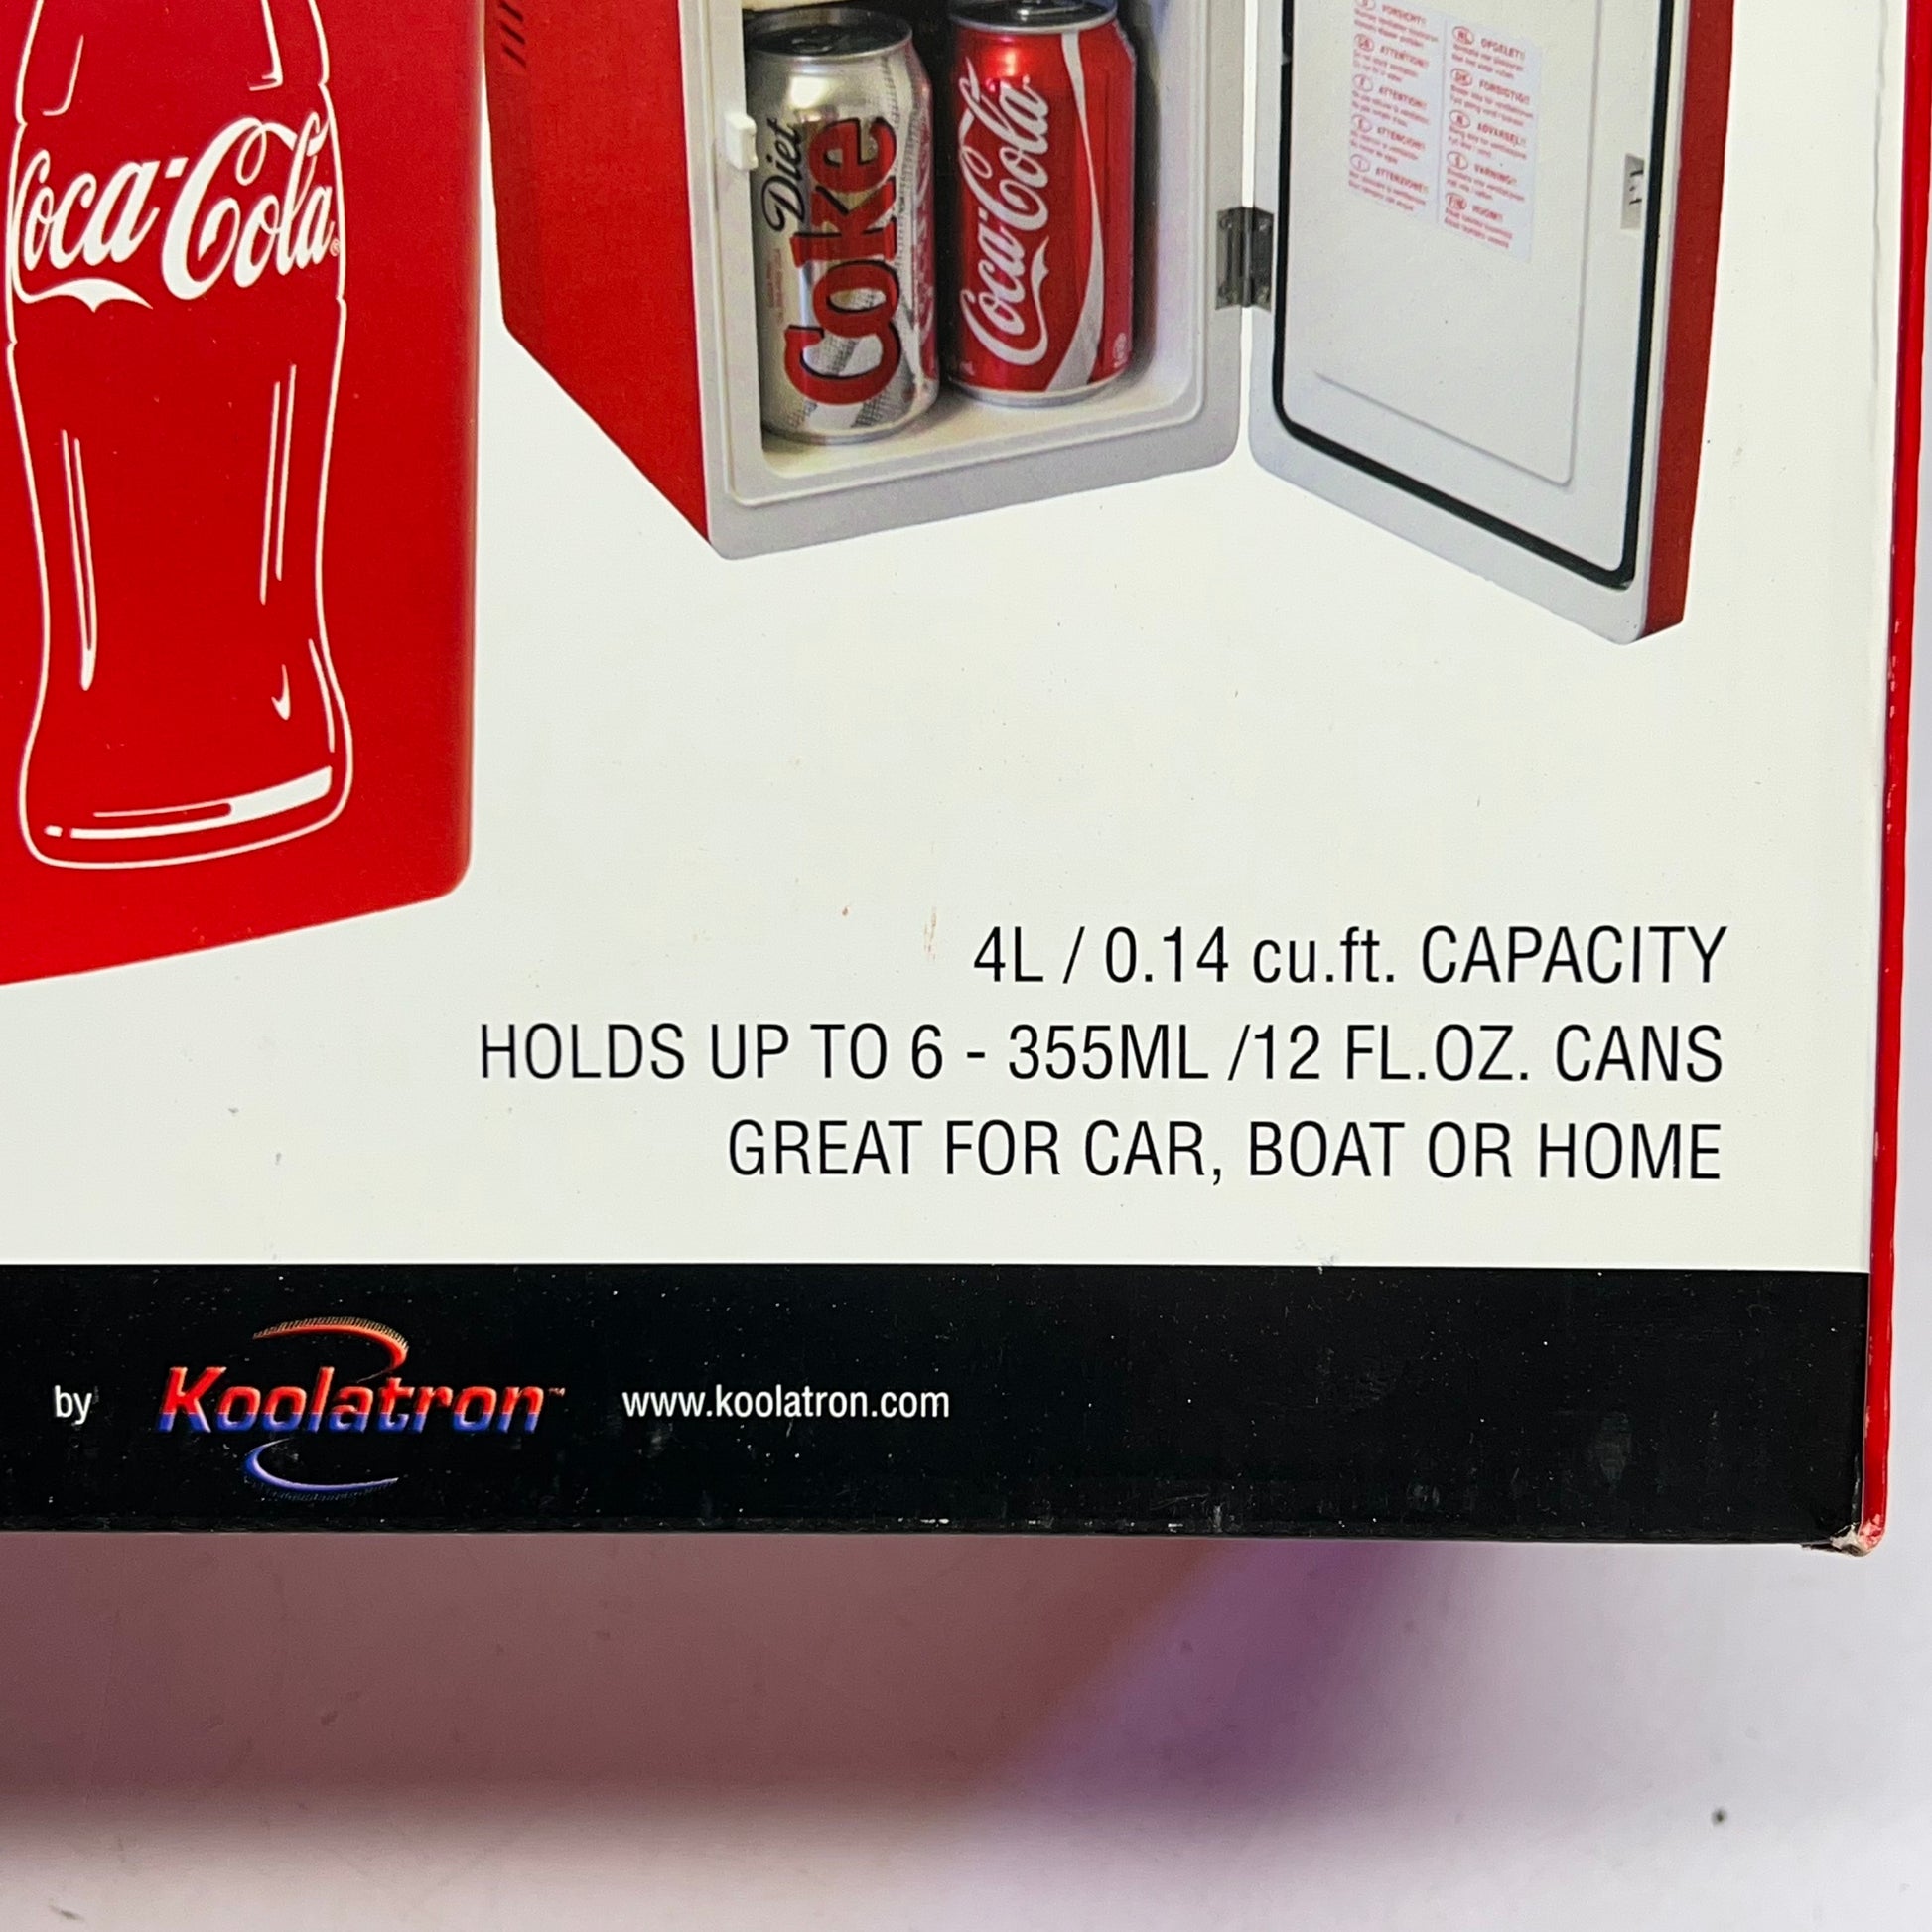 Coca-Cola
Diet
Coke
Coca-Cola
4L / 0.14 cu.ft. CAPACITY
HOLDS UP TO 6 - 355ML /12 FL.OZ. CANS
GREAT FOR CAR, BOAT OR HOME
by Koolatron™ www.koolatron.com